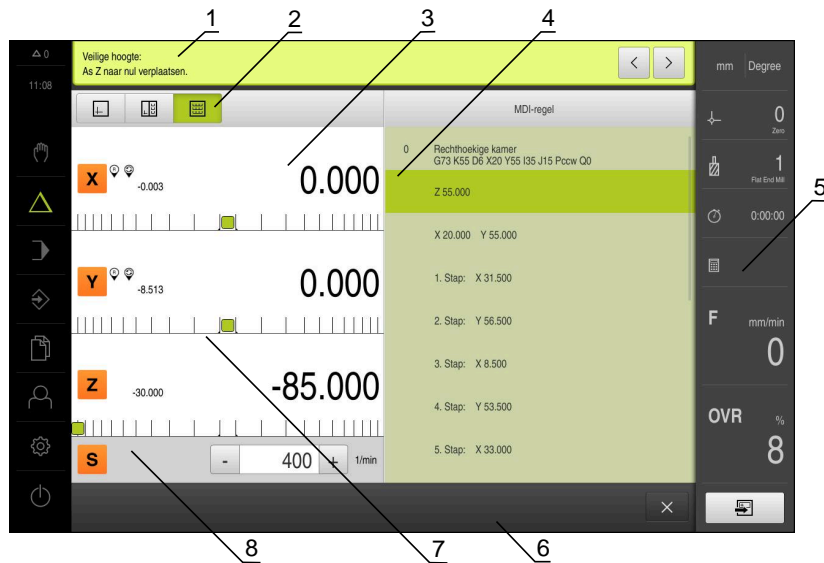 1 2 3 4
△ 0
11:08
Veilige hoogte:
As Z naar nul verplaatsen.
< >
mm Degree
MDI-regel
X
R
-0.003
0.000
Y
R
-8.513
0.000
Z
-30.000
-85.000
S
- 400 + 1/min
0 Rechthoekige kamer
G73 K55 D6 X20 Y55 I35 J15 Pccw Q0
Z 55.000
X 20.000 Y 55.000
1. Stap: X 31.500
2. Stap: Y 56.500
3. Stap: X 8.500
4. Stap: Y 53.500
5. Stap: X 33.000
0
Zero
1
Flat End Mill
0:00:00
5
F mm/min
0
OVR %
8
8 7 6